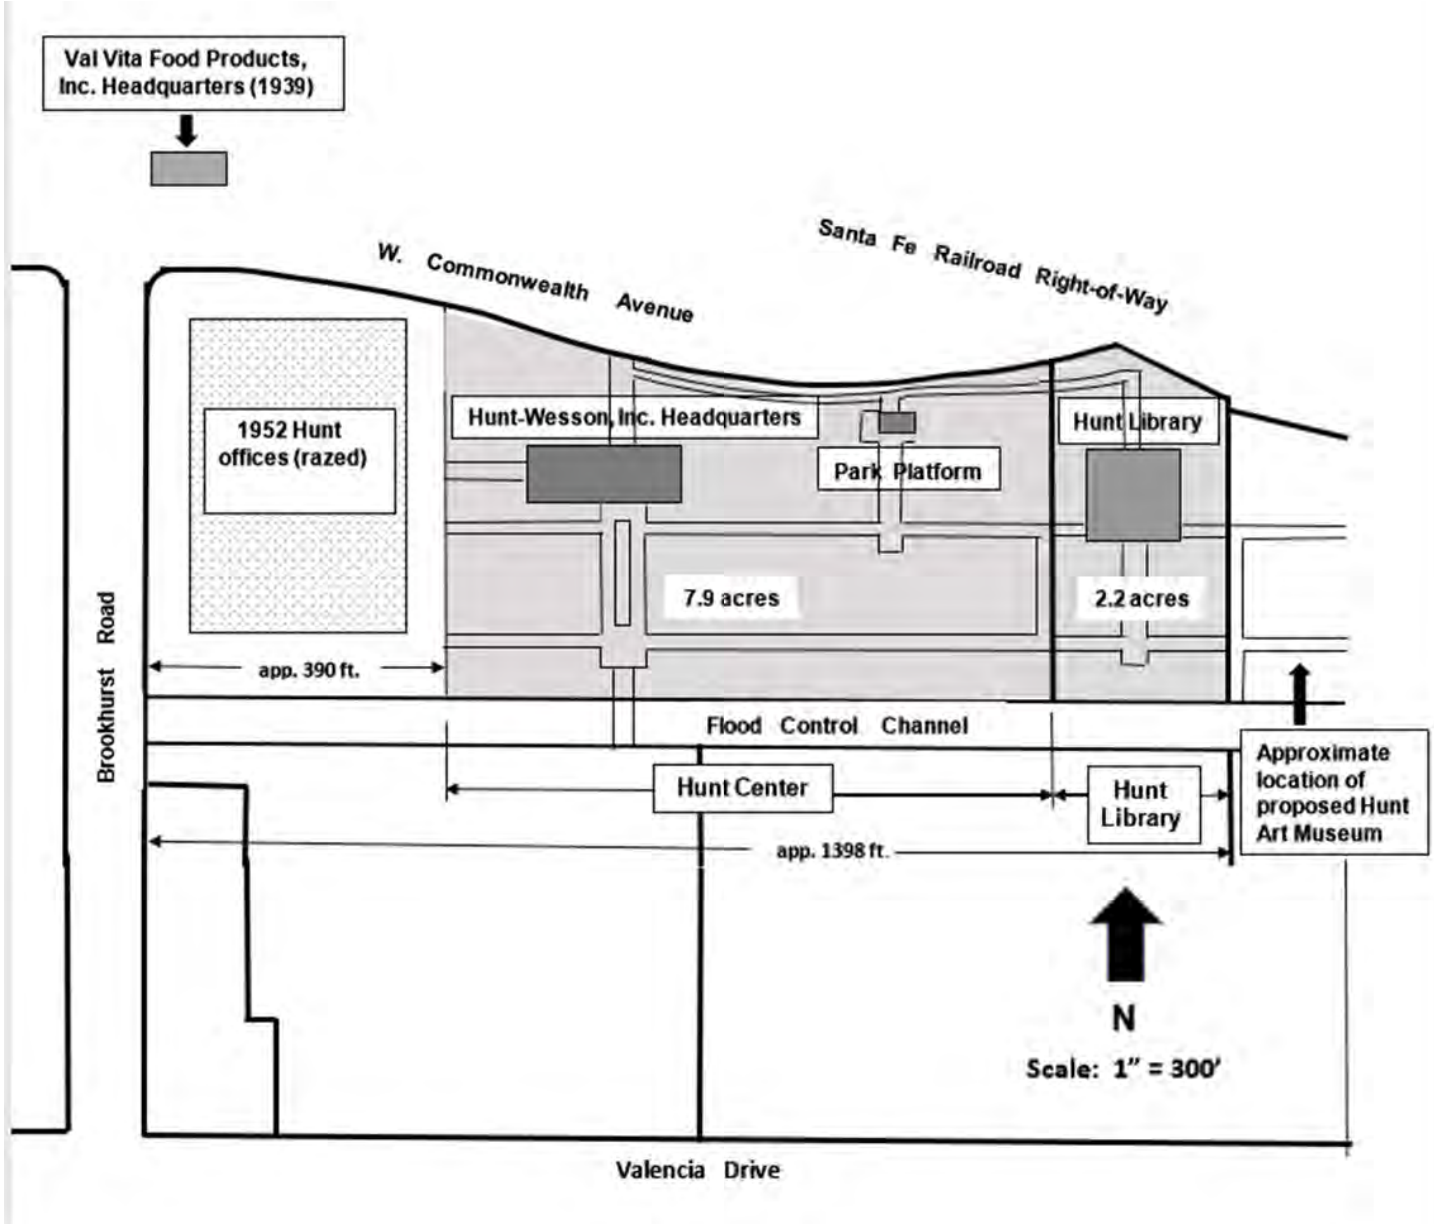 Val Vita Food Products,
Inc. Headquarters (1939)
W. Commonwealth Avenue
Santa Fe Railroad Right-of-Way
1952 Hunt
offices (razed)
Hunt-Wesson, Inc. Headquarters
Hunt Library
Park Platform
7.9 acres
2.2 acres
Brookhurst Road
app. 390 ft.
Flood Control Channel
Hunt Center
Hunt
Library
Approximate
location of
proposed Hunt
Art Museum
app. 1398 ft.
N
Scale: 1” = 300’
Valencia Drive